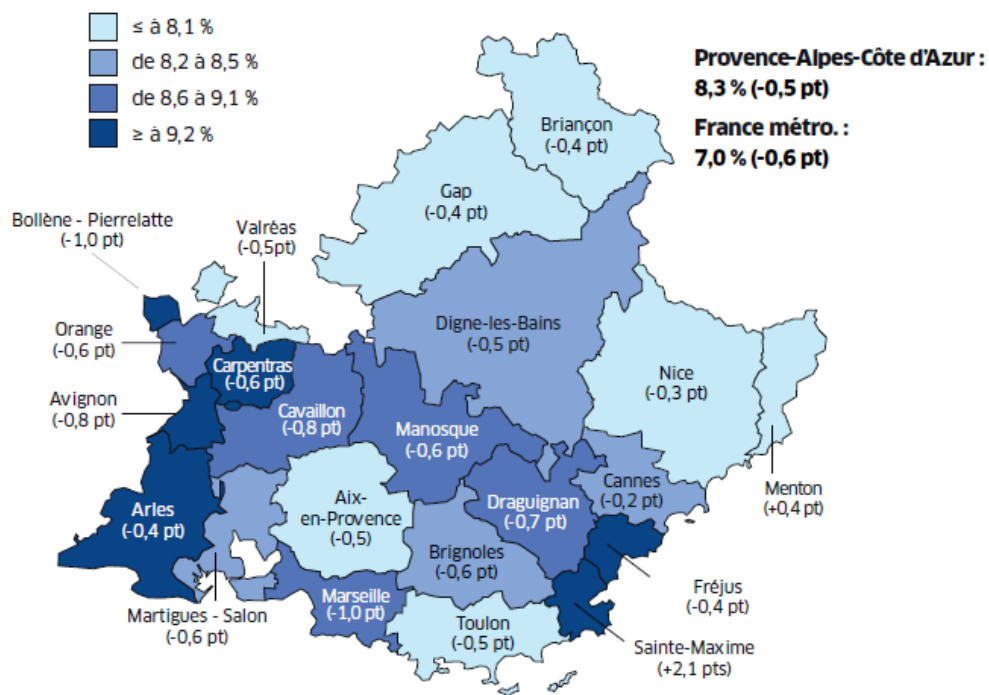 ≤ à 8,1 %
de 8,2 à 8,5 %
de 8,6 à 9,1 %
≥ à 9,2 %
Provence-Alpes-Côte d'Azur :
8,3 % (-0,5 pt)
France métro. :
7,0 % (-0,6 pt)
Briançon
(-0,4 pt)
Gap
(-0,4 pt)
Bollène - Pierrelatte
(-1,0 pt)
Valréas
(-0,5pt)
Orange
(-0,6 pt)
Digne-les-Bains
(-0,5 pt)
Carpentras
(-0,6 pt)
Nice
(-0,3 pt)
Avignon
(-0,8 pt)
Cavaillon
(-0,8 pt)
Manosque
(-0,6 pt)
Cannes
(-0,2 pt)
Menton
(+0,4 pt)
Arles
(-0,4 pt)
Aix-
en-Provence
(-0,5)
Draguignan
(-0,7 pt)
Brignoles
(-0,6 pt)
Fréjus
(-0,4 pt)
Marseille
(-1,0 pt)
Martigues - Salon
(-0,6 pt)
Toulon
(-0,5 pt)
Sainte-Maxime
(+2,1 pts)